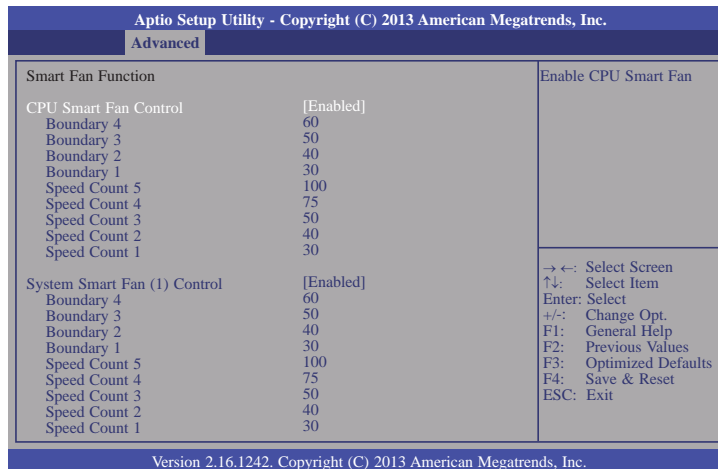 Aptio Setup Utility - Copyright (C) 2013 American Megatrends, Inc.
Advanced
Smart Fan Function
CPU Smart Fan Control [Enabled]
Boundary 4 60
Boundary 3 50
Boundary 2 40
Boundary 1 30
Speed Count 5 100
Speed Count 4 75
Speed Count 3 50
Speed Count 2 40
Speed Count 1 30
System Smart Fan (1) Control [Enabled]
Boundary 4 60
Boundary 3 50
Boundary 2 40
Boundary 1 30
Speed Count 5 100
Speed Count 4 75
Speed Count 3 50
Speed Count 2 40
Speed Count 1 30
Enable CPU Smart Fan
→ ←: Select Screen
↑↓: Select Item
Enter: Select
+/-: Change Opt.
F1: General Help
F2: Previous Values
F3: Optimized Defaults
F4: Save & Reset
ESC: Exit
Version 2.16.1242. Copyright (C) 2013 American Megatrends, Inc.